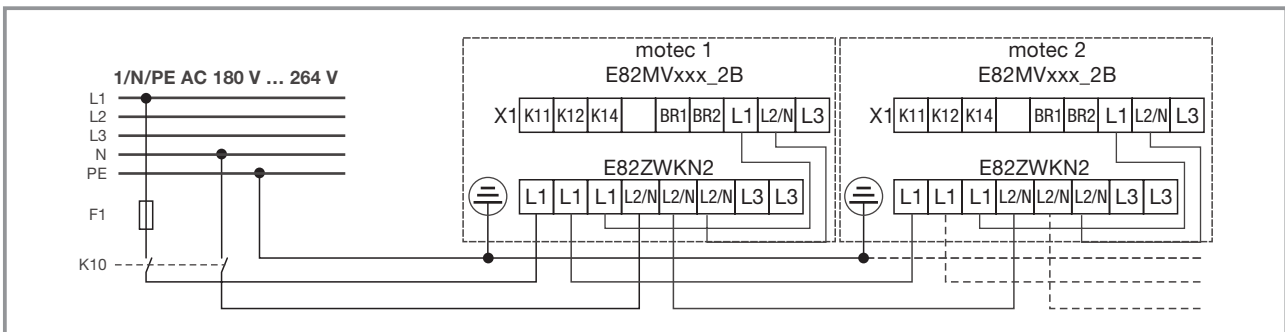 motec 1
E82MVxxx_2B
motec 2
E82MVxxx_2B
1/N/PE AC 180 V ... 264 V
L1
L2
L3
N
PE
F1
K10
X1 K11 K12 K14 BR1 BR2 L1 L2/N L3
X1 K11 K12 K14 BR1 BR2 L1 L2/N L3
E82ZWKN2
L1 L1 L1 L2/N L2/N L2/N L3 L3
E82ZWKN2
L1 L1 L1 L2/N L2/N L2/N L3 L3